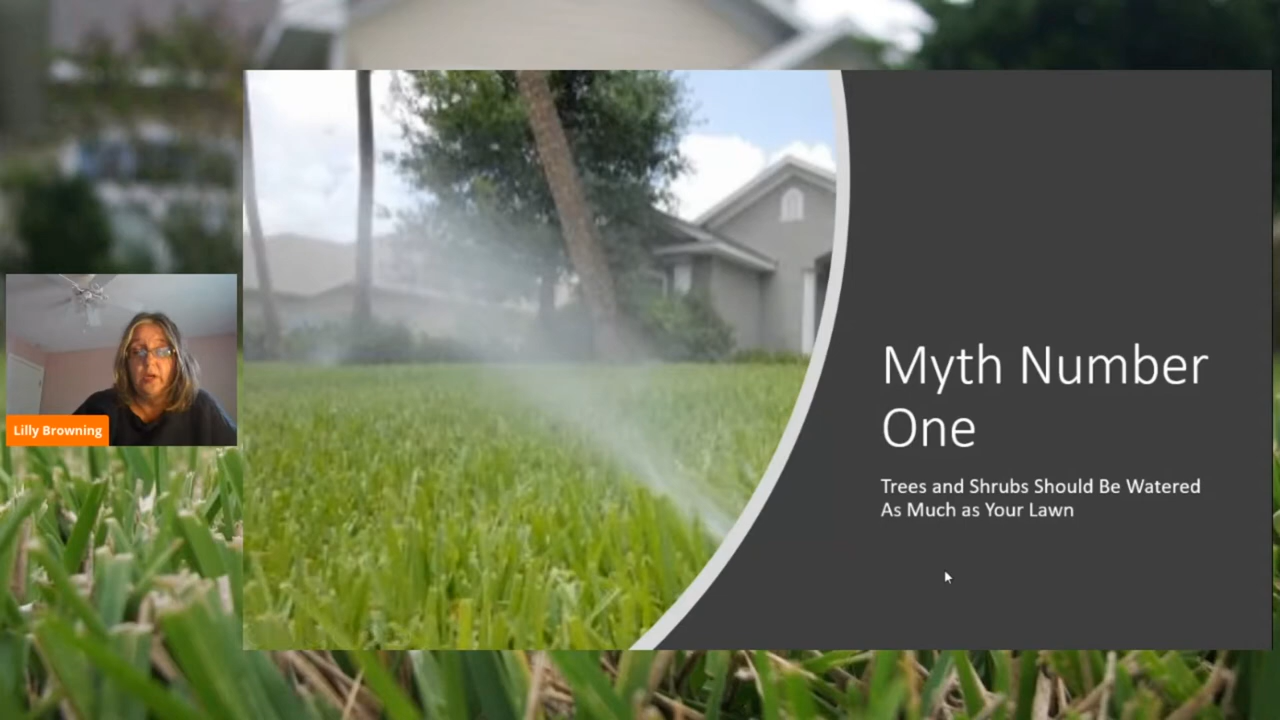 Lilly Browning
Myth Number
One
Trees and Shrubs Should Be Watered
As Much as Your Lawn